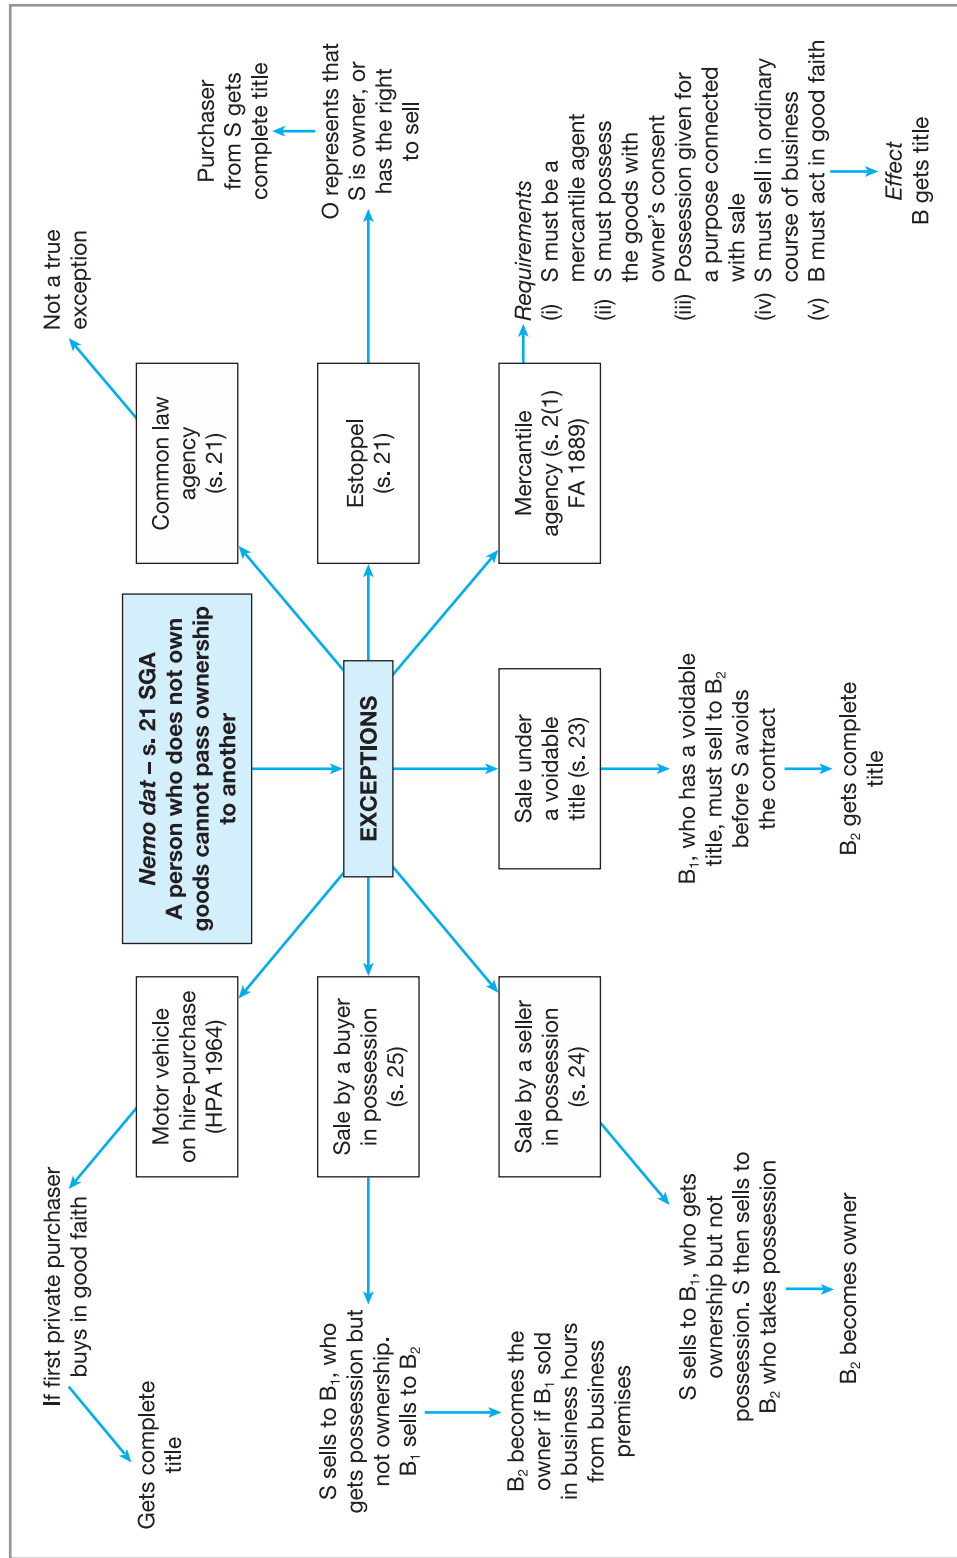 Nemo dat – s. 21 SGA
A person who does not own
goods cannot pass ownership
to another
EXCEPTIONS
Motor vehicle
on hire-purchase
(HPA 1964)
If first private purchaser
buys in good faith
Gets complete
title
Sale by a buyer
in possession
(s. 25)
S sells to B₁, who
gets possession but
not ownership.
B₁ sells to B₂
B₂ becomes the
owner if B₁ sold
in business hours
from business
premises
Sale by a seller
in possession
(s. 24)
S sells to B₁, who gets
ownership but not
possession. S then sells to
B₂ who takes possession
B₂ becomes owner
Sale under
a voidable
title (s. 23)
B₁, who has a voidable
title, must sell to B₂
before S avoids
the contract
B₂ gets complete
title
Common law
agency
(s. 21)
Not a true
exception
Estoppel
(s. 21)
O represents that
S is owner, or
has the right
to sell
Purchaser
from S gets
complete title
Mercantile
agency (s. 2(1)
FA 1889)
Requirements
(i) S must be a
mercantile agent
(ii) S must possess
the goods with
owner's consent
(iii) Possession given for
a purpose connected
with sale
(iv) S must sell in ordinary
course of business
(v) B must act in good faith
Effect
B gets title